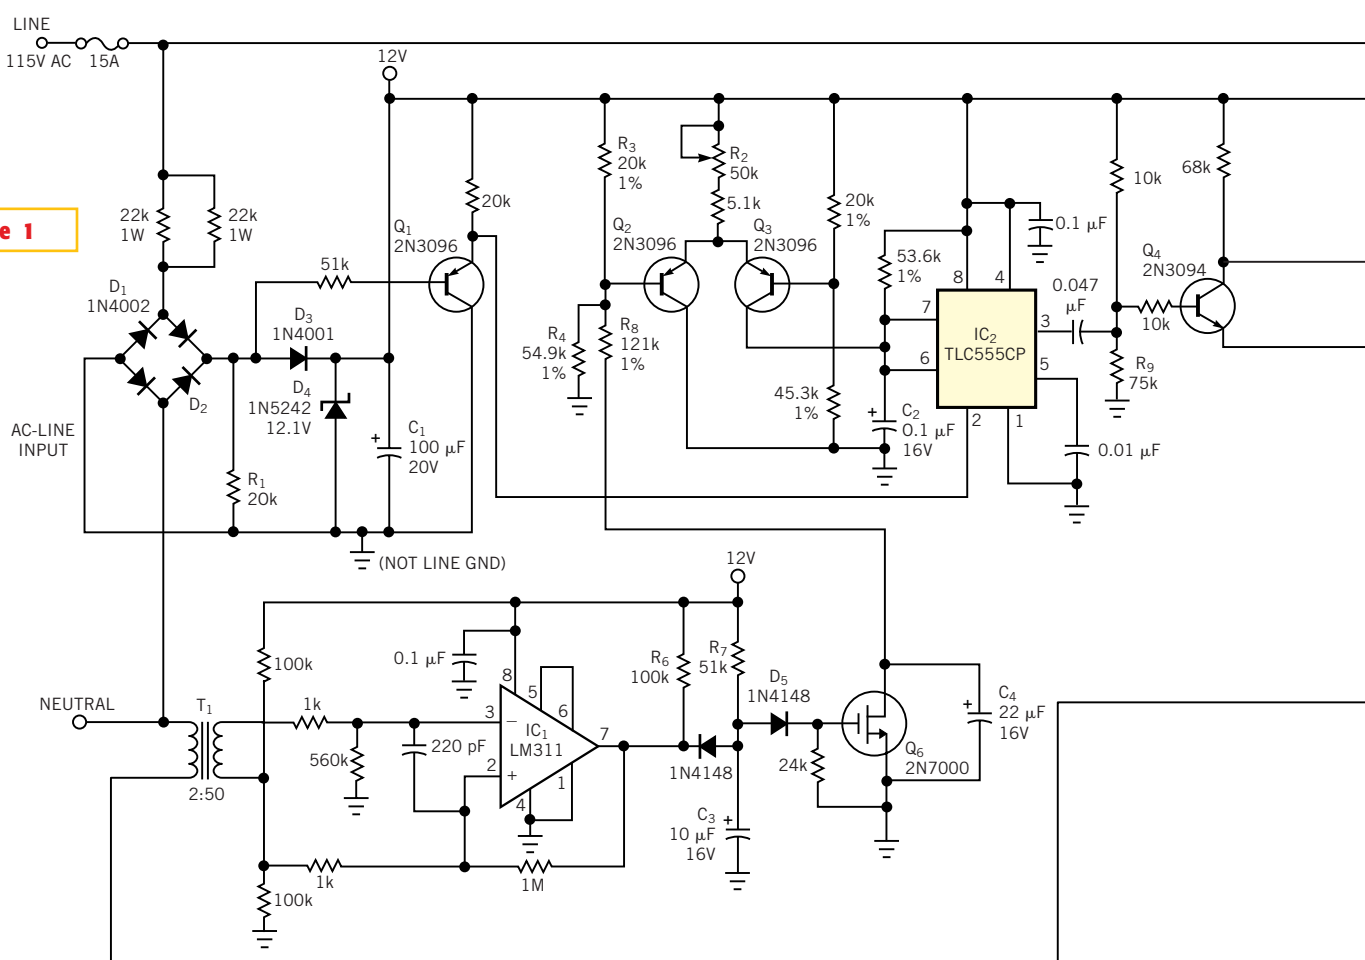 LINE
115V AC
15A
12V
e 1
22k
1W
22k
1W
D1
1N4002
D2
AC-LINE
INPUT
51k
D3
1N4001
D4
1N5242
12.1V
R1
20k
C1
100 µF
20V
+
Q1
2N3096
20k
(NOT LINE GND)
R3
20k
1%
R2
50k
5.1k
Q2
2N3096
Q3
2N3096
20k
1%
R4
54.9k
1%
R8
121k
1%
45.3k
1%
53.6k
1%
C2
0.1 µF
16V
+
8
4
7
6
3
5
2
1
IC2
TLC555CP
0.1 µF
0.047
µF
0.01 µF
10k
10k
R9
75k
68k
Q4
2N3094
NEUTRAL
T1
2:50
100k
1k
560k
220 pF
0.1 µF
1k
100k
1M
8
5
6
3
−
2
+
4
1
7
IC1
LM311
12V
R6
100k
R7
51k
1N4148
D5
1N4148
24k
C3
10 µF
16V
+
Q6
2N7000
C4
22 µF
16V
+